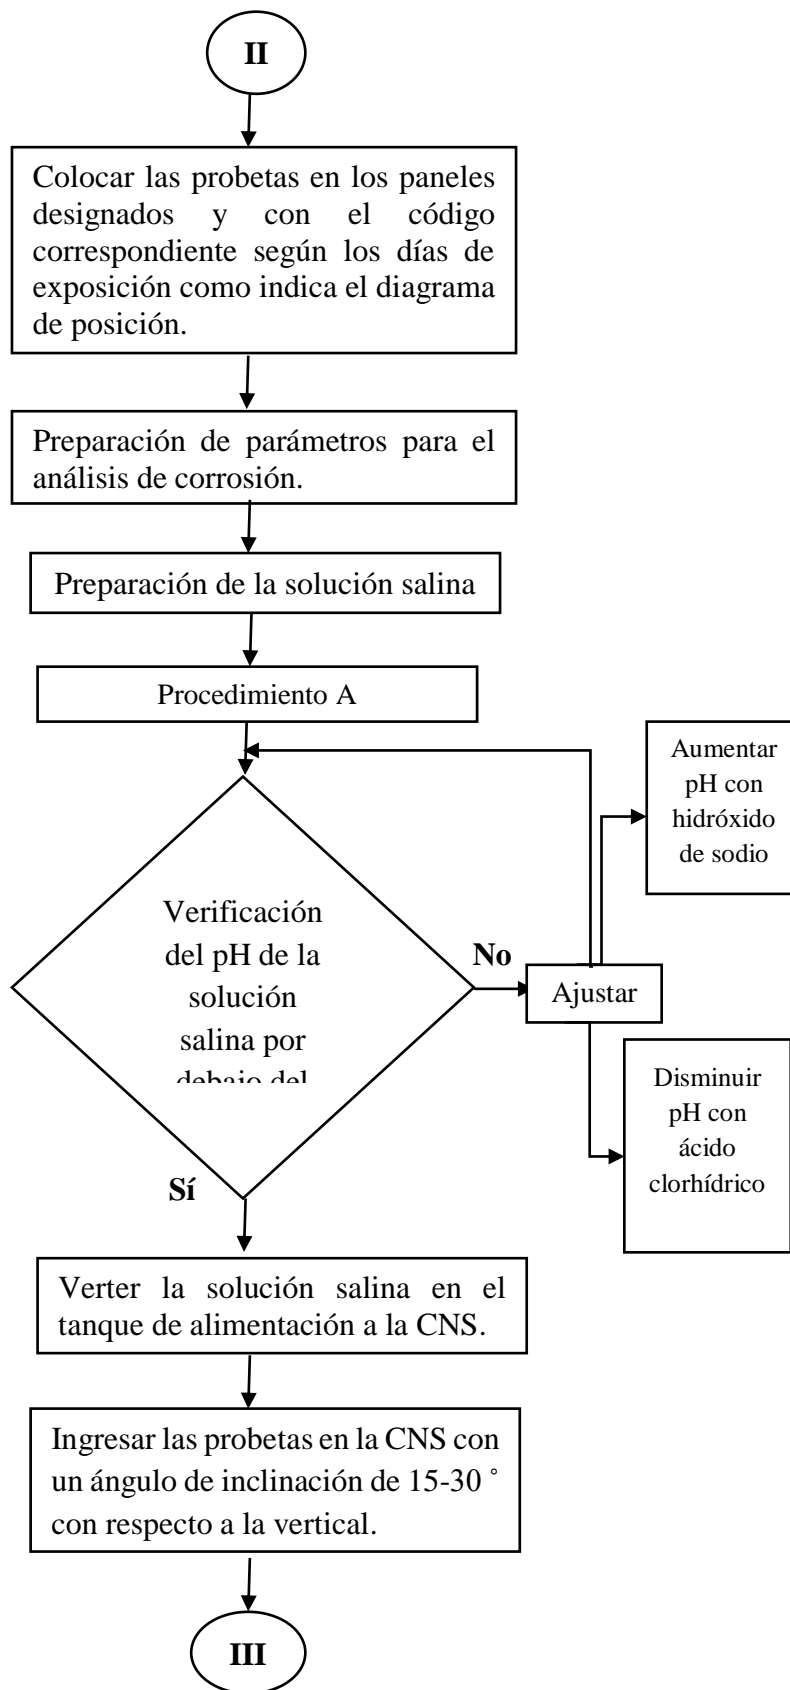 II
Colocar las probetas en los paneles
designados y con el código
correspondiente según los días de
exposición como indica el diagrama
de posición.
Preparación de parámetros para el
análisis de corrosión.
Preparación de la solución salina
Procedimiento A
Verificación
del pH de la
solución
salina por
debajo del
No
Ajustar
Aumentar
pH con
hidróxido
de sodio
Disminuir
pH con
ácido
clorhídrico
Sí
Verter la solución salina en el
tanque de alimentación a la CNS.
Ingresar las probetas en la CNS con
un ángulo de inclinación de 15-30 °
con respecto a la vertical.
III